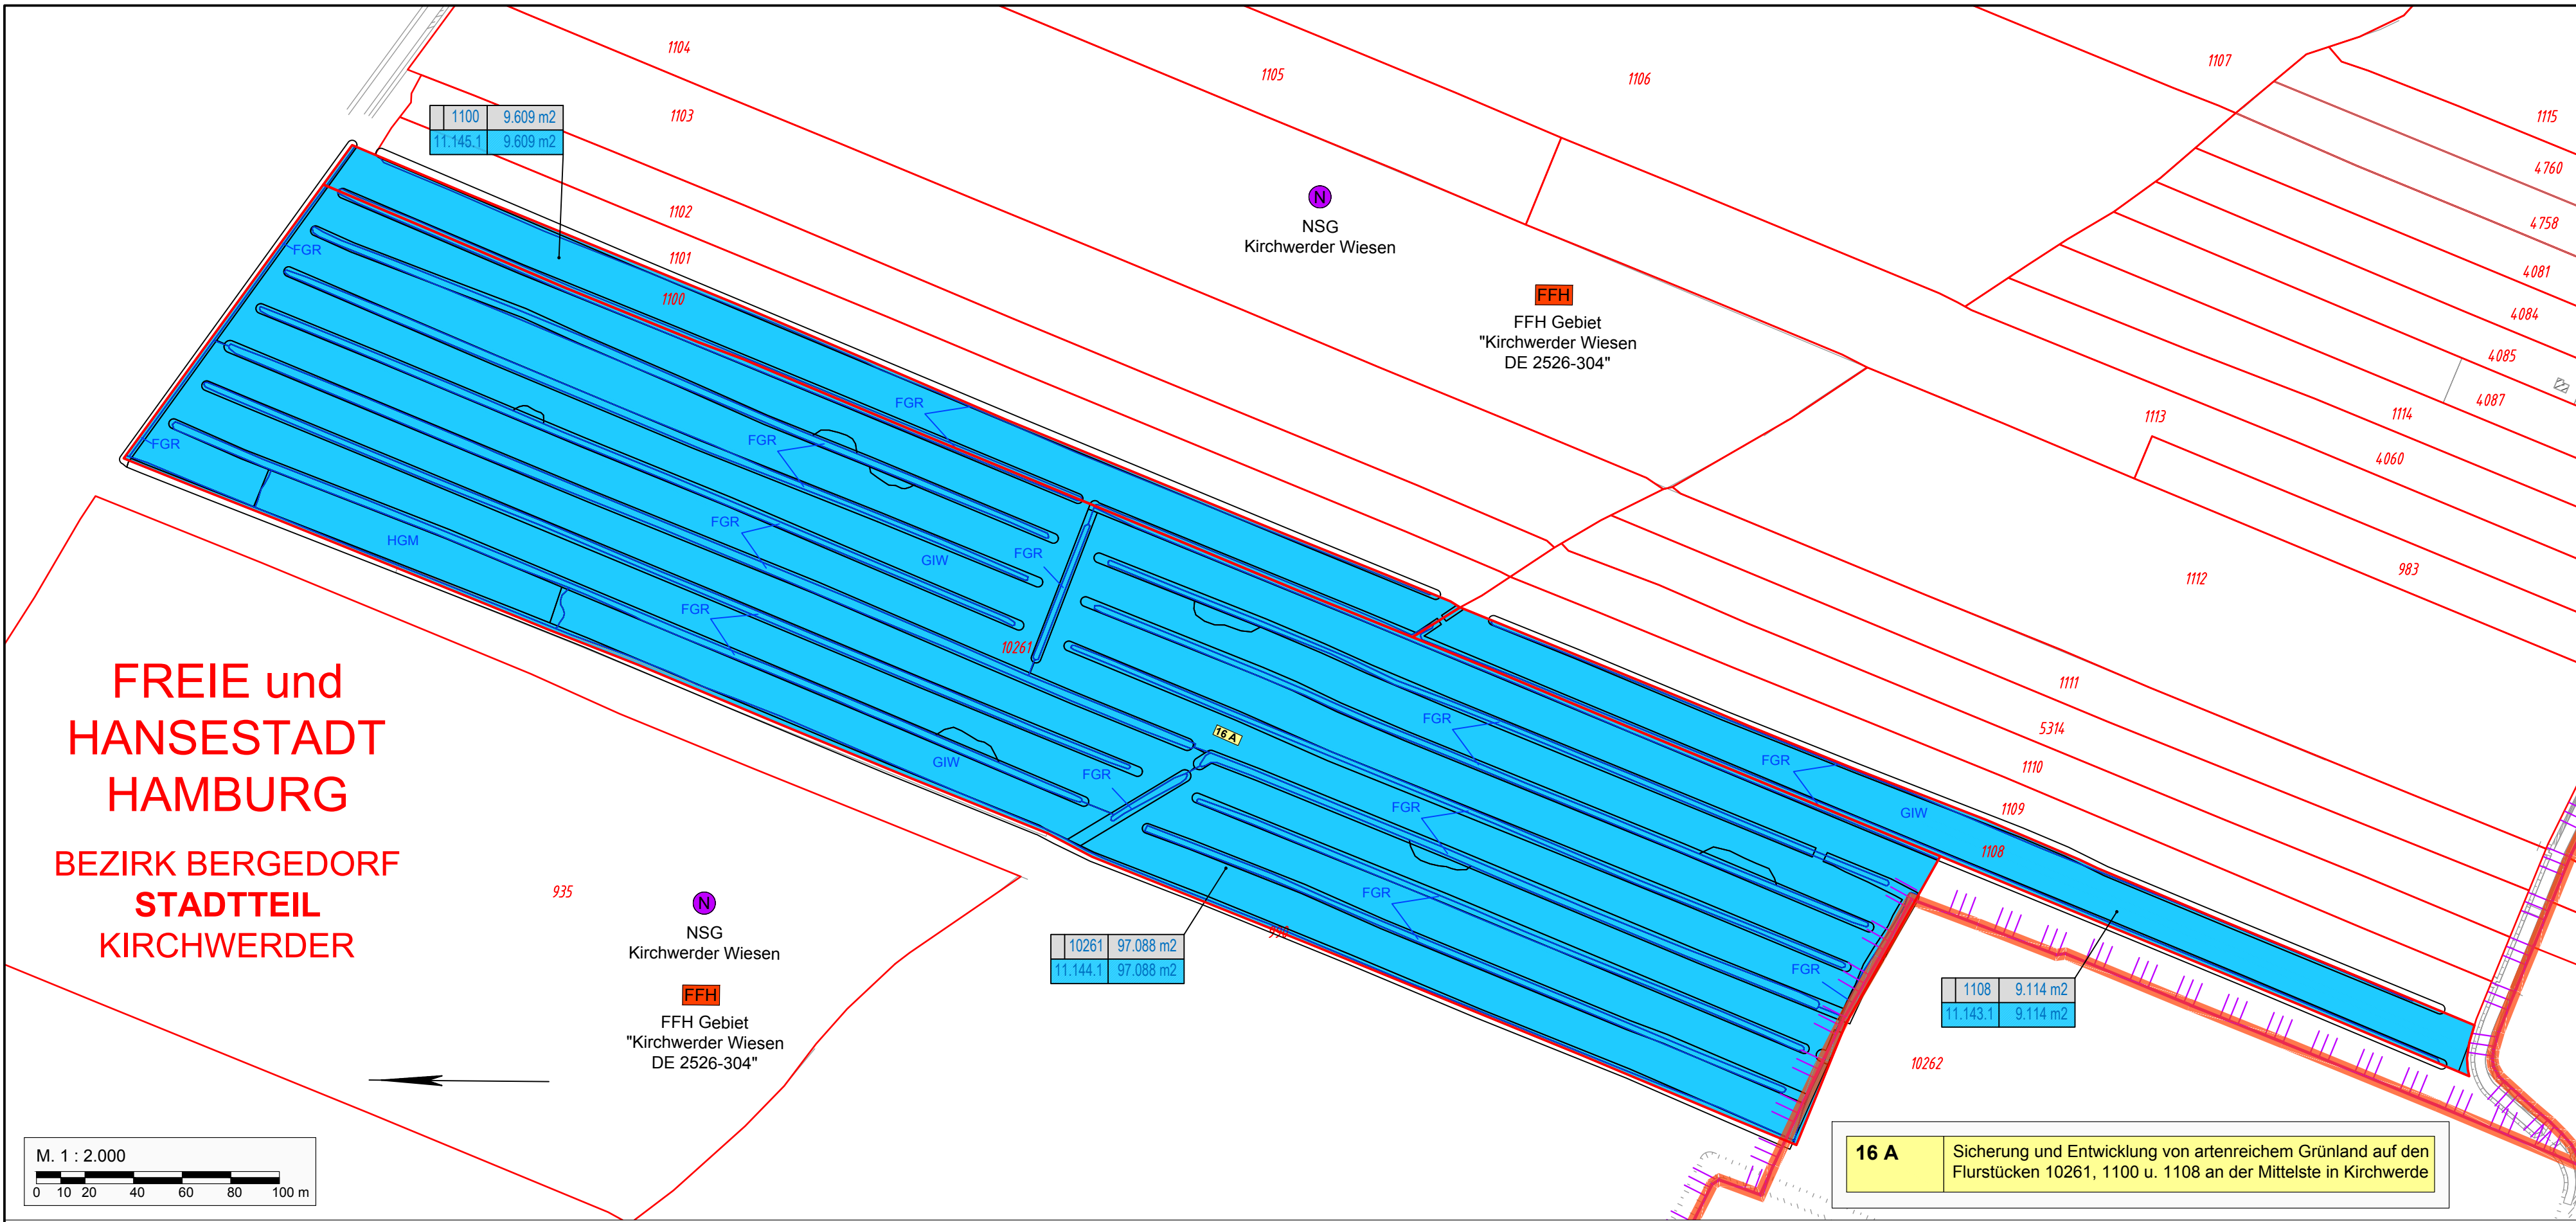 1104
1105
1106
1107
1103
1115
4760
4758
4081
4084
4085
4087
1114
4060
1113
983
1112
1111
5314
1110
1109
1108
1102
1101
1100
1100 9.609 m2
11.145.1 9.609 m2
N
NSG
Kirchwerder Wiesen
FFH
FFH Gebiet
"Kirchwerder Wiesen
DE 2526-304"
FGR
FGR
FGR
FGR
FGR
FGR
FGR
GIW
HGM
10261
GIW
FGR
16 A
FGR
FGR
FGR
FGR
FGR
GIW
FREIE und
HANSESTADT
HAMBURG
BEZIRK BERGEDORF
STADTTEIL
KIRCHWERDER
935
N
NSG
Kirchwerder Wiesen
FFH
FFH Gebiet
"Kirchwerder Wiesen
DE 2526-304"
10261 97.088 m2
11.144.1 97.088 m2
1108 9.114 m2
11.143.1 9.114 m2
10262
M. 1 : 2.000
0 10 20 40 60 80 100 m
16 A Sicherung und Entwicklung von artenreichem Grünland auf den
Flurstücken 10261, 1100 u. 1108 an der Mittelste in Kirchwerde